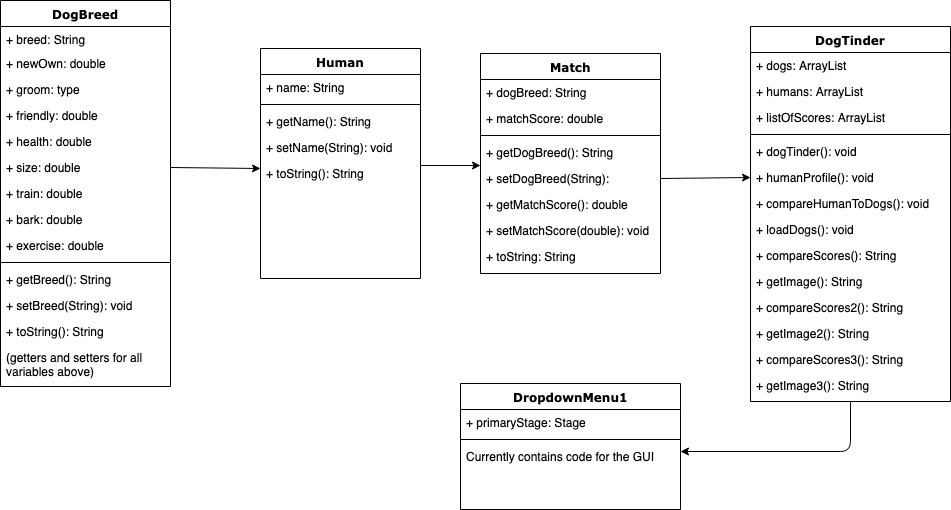 DogBreed
+ breed: String
+ newOwn: double
+ groom: type
+ friendly: double
+ health: double
+ size: double
+ train: double
+ bark: double
+ exercise: double
+ getBreed(): String
+ setBreed(String): void
+ toString(): String
(getters and setters for all
variables above)
Human
+ name: String
+ getName(): String
+ setName(String): void
+ toString(): String
Match
+ dogBreed: String
+ matchScore: double
+ getDogBreed(): String
+ setDogBreed(String):
+ getMatchScore(): double
+ setMatchScore(double): void
+ toString: String
DogTinder
+ dogs: ArrayList
+ humans: ArrayList
+ listOfScores: ArrayList
+ dogTinder(): void
+ humanProfile(): void
+ compareHumanToDogs(): void
+ loadDogs(): void
+ compareScores(): String
+ getImage(): String
+ compareScores2(): String
+ getImage2(): String
+ compareScores3(): String
+ getImage3(): String
DropdownMenu1
+ primaryStage: Stage
Currently contains code for the GUI